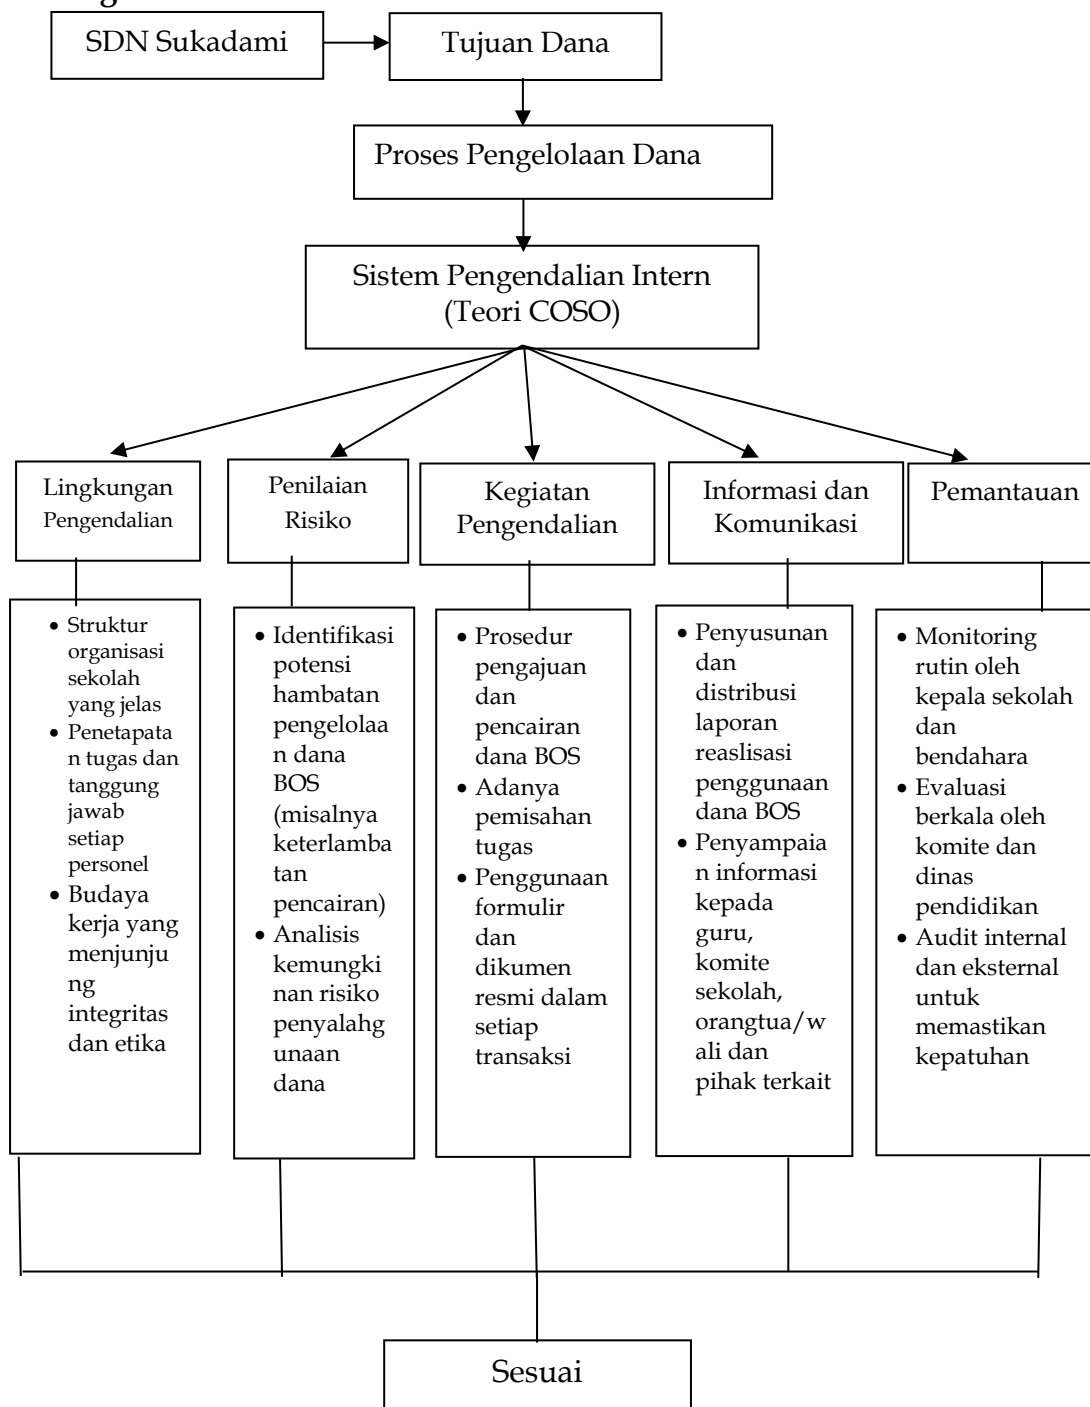 SDN Sukadami
Tujuan Dana
Proses Pengelolaan Dana
Sistem Pengendalian Intern
(Teori COSO)
Lingkungan
Pengendalian
Penilaian
Risiko
Kegiatan
Pengendalian
Informasi dan
Komunikasi
Pemantauan
• Struktur
organisasi
sekolah
yang jelas
• Penetapata
n tugas dan
tanggung
jawab
setiap
personel
• Budaya
kerja yang
menjunju
ng
integritas
dan etika
• Identifikasi
potensi
hambatan
pengelolaa
n dana
BOS
(misalnya
keterlamba
tan
pencairan)
• Analisis
kemungki
nan risiko
penyalahg
unaan
dana
• Prosedur
pengajuan
dan
pencairan
dana BOS
• Adanya
pemisahan
tugas
• Penggunaan
formulir
dan
dikumen
resmi dalam
setiap
transaksi
• Penyusunan
dan
distribusi
laporan
reaslisasi
penggunaan
dana BOS
• Penyampaia
n informasi
kepada
guru,
komite
sekolah,
orangtua/w
ali dan
pihak terkait
• Monitoring
rutin oleh
kepala sekolah
dan
bendahara
• Evaluasi
berkala oleh
komite dan
dinas
pendidikan
• Audit internal
dan eksternal
untuk
memastikan
kepatuhan
Sesuai